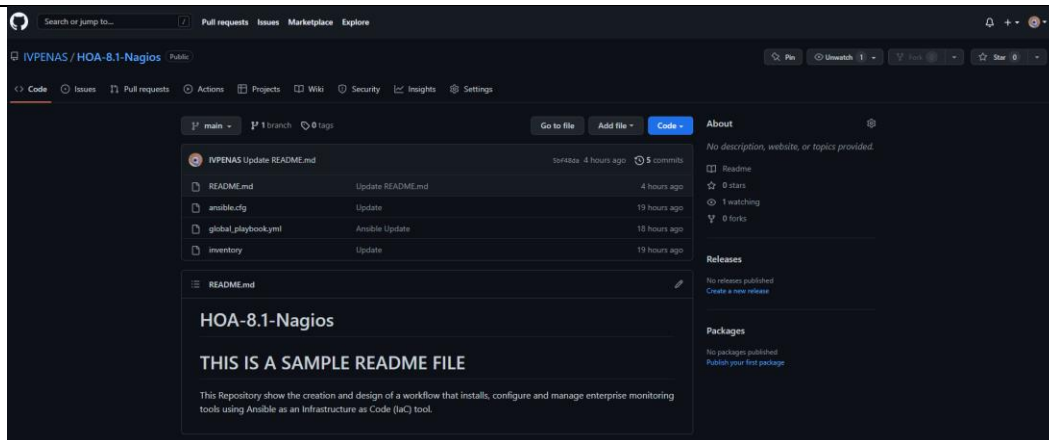 Search or jump to... / Pull requests Issues Marketplace Explore
IVPENAS / HOA-8.1-Nagios Public Pin Unwatch 1 Fork 0 Star 0
Code Issues Pull requests Actions Projects Wiki Security Insights Settings
main 1 branch 0 tags Go to file Add file Code
IVPENAS Update README.md 4 hours ago 5 commits
README.md Update README.md 4 hours ago
ansible.cfg Update 19 hours ago
global_playbook.yml Ansible Update 18 hours ago
inventory Update 19 hours ago
README.md
HOA-8.1-Nagios
THIS IS A SAMPLE README FILE
This Repository show the creation and design of a workflow that installs, configure and manage enterprise monitoring
tools using Ansible as an Infrastructure as Code (IaC) tool.
About
No description, website, or topics provided.
Readme
0 stars
1 watching
0 forks
Releases
No releases published
Create a new release
Packages
No packages published
Publish your first package